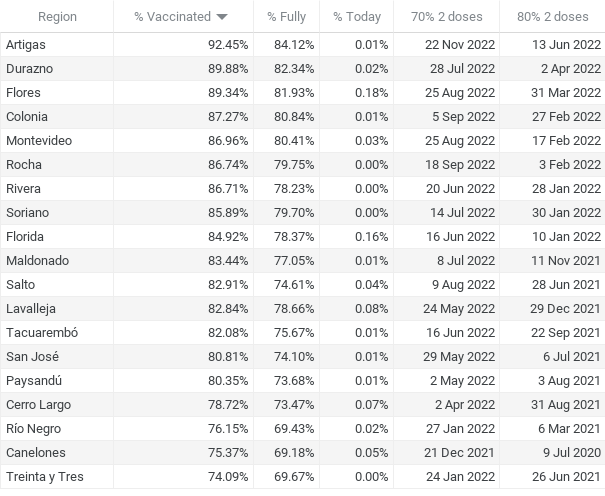 Region % Vaccinated % Fully % Today 70% 2 doses 80% 2 doses
Artigas 92.45% 84.12% 0.01% 22 Nov 2022 13 Jun 2022
Durazno 89.88% 82.34% 0.02% 28 Jul 2022 2 Apr 2022
Flores 89.34% 81.93% 0.18% 25 Aug 2022 31 Mar 2022
Colonia 87.27% 80.84% 0.01% 5 Sep 2022 27 Feb 2022
Montevideo 86.96% 80.41% 0.03% 25 Aug 2022 17 Feb 2022
Rocha 86.74% 79.75% 0.00% 18 Sep 2022 3 Feb 2022
Rivera 86.71% 78.23% 0.00% 20 Jun 2022 28 Jan 2022
Soriano 85.89% 79.70% 0.00% 14 Jul 2022 30 Jan 2022
Florida 84.92% 78.37% 0.16% 16 Jun 2022 10 Jan 2022
Maldonado 83.44% 77.05% 0.01% 8 Jul 2022 11 Nov 2021
Salto 82.91% 74.61% 0.04% 9 Aug 2022 28 Jun 2021
Lavalleja 82.84% 78.66% 0.08% 24 May 2022 29 Dec 2021
Tacuarembó 82.08% 75.67% 0.01% 16 Jun 2022 22 Sep 2021
San José 80.81% 74.10% 0.01% 29 May 2022 6 Jul 2021
Paysandú 80.35% 73.68% 0.01% 2 May 2022 3 Aug 2021
Cerro Largo 78.72% 73.47% 0.07% 2 Apr 2022 31 Aug 2021
Río Negro 76.15% 69.43% 0.02% 27 Jan 2022 6 Mar 2021
Canelones 75.37% 69.18% 0.05% 21 Dec 2021 9 Jul 2020
Treinta y Tres 74.09% 69.67% 0.00% 24 Jan 2022 26 Jun 2021